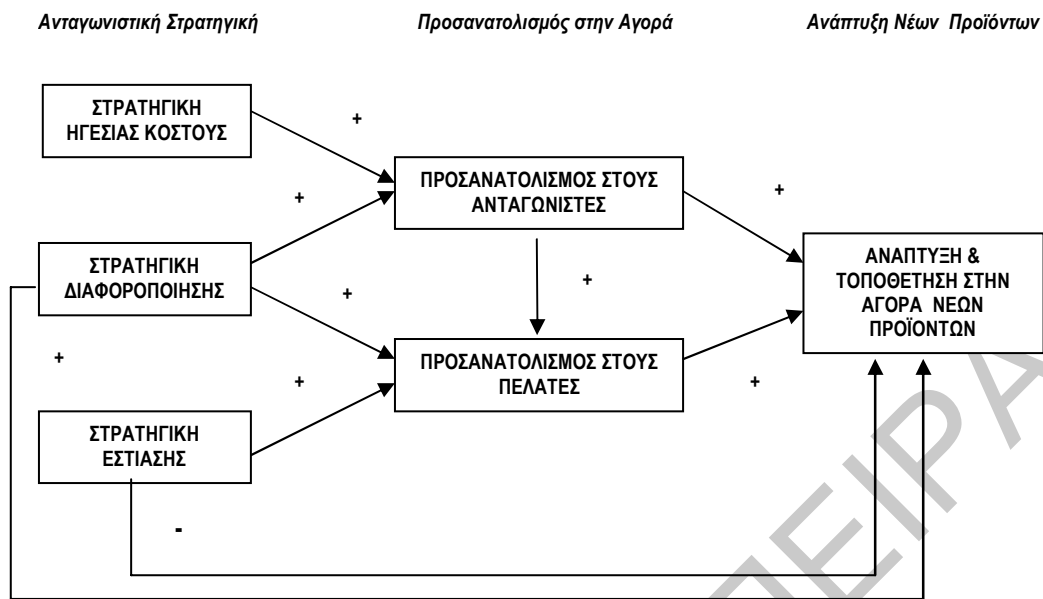 Ανταγωνιστική Στρατηγική
Προσανατολισμός στην Αγορά
Ανάπτυξη Νέων Προϊόντων
ΣΤΡΑΤΗΓΙΚΗ
ΗΓΕΣΙΑΣ ΚΟΣΤΟΥΣ
+
ΠΡΟΣΑΝΑΤΟΛΙΣΜΟΣ ΣΤΟΥΣ
ΑΝΤΑΓΩΝΙΣΤΕΣ
+
+
ΣΤΡΑΤΗΓΙΚΗ
ΔΙΑΦΟΡΟΠΟΙΗΣΗΣ
+
+
ΑΝΑΠΤΥΞΗ &
ΤΟΠΟΘΕΤΗΣΗ ΣΤΗΝ
ΑΓΟΡΑ ΝΕΩΝ
ΠΡΟΪΟΝΤΩΝ
+
+
ΠΡΟΣΑΝΑΤΟΛΙΣΜΟΣ ΣΤΟΥΣ
ΠΕΛΑΤΕΣ
+
ΣΤΡΑΤΗΓΙΚΗ
ΕΣΤΙΑΣΗΣ
-
ΠΕΙΡΑ